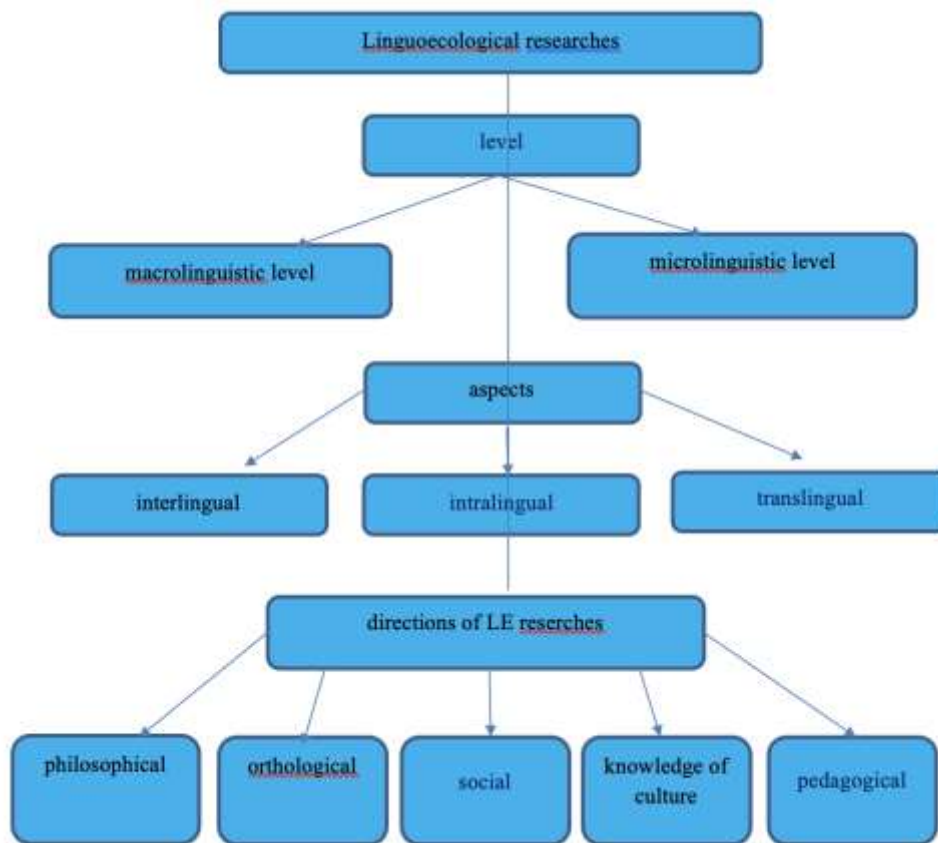 Linguoecological researches
level
macrolinguistic level
microlinguistic level
aspects
interlingual
intralingual
translingual
directions of LE reserches
philosophical
orthological
social
knowledge of
culture
pedagogical